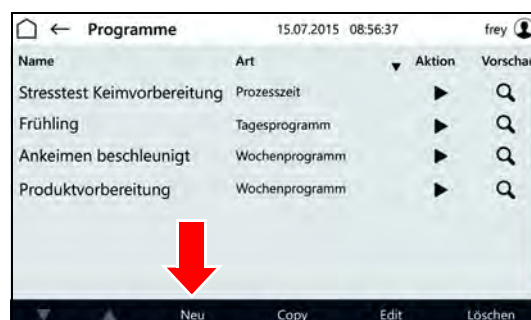 Programme 15.07.2015 08:56:37 frey
Name Art Aktion Vorschau
Stresstest Keimvorbereitung Prozesszeit
Frühling Tagesprogramm
Ankeimen beschleunigt Wochenprogramm
Produktvorbereitung Wochenprogramm
Neu Copy Edit Löschen